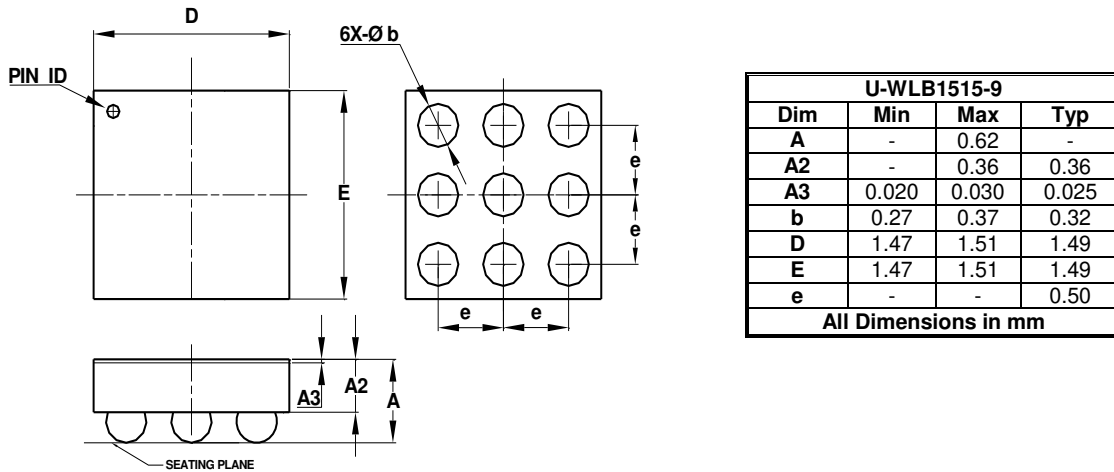 D
6X-Ø b
PIN ID
E
e
e
e
e
A3
A2
A
SEATING PLANE
U-WLB1515-9
Dim Min Max Typ
A - 0.62 -
A2 - 0.36 0.36
A3 0.020 0.030 0.025
b 0.27 0.37 0.32
D 1.47 1.51 1.49
E 1.47 1.51 1.49
e - - 0.50
All Dimensions in mm